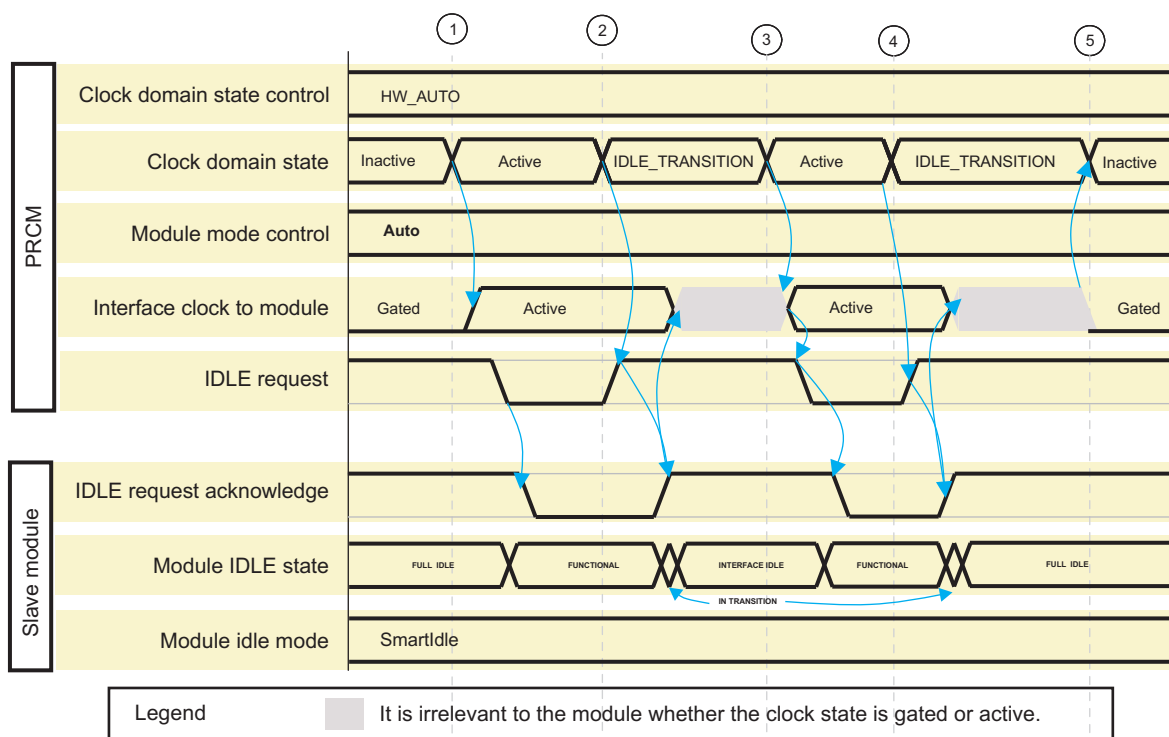 1 2 3 4 5
PRCM
Clock domain state control HW_AUTO
Clock domain state Inactive Active IDLE_TRANSITION Active IDLE_TRANSITION Inactive
Module mode control Auto
Interface clock to module Gated Active Active Gated
IDLE request
Slave module
IDLE request acknowledge
Module IDLE state FULL IDLE FUNCTIONAL INTERFACE IDLE FUNCTIONAL FULL IDLE
IN TRANSITION
Module idle mode SmartIdle
Legend It is irrelevant to the module whether the clock state is gated or active.